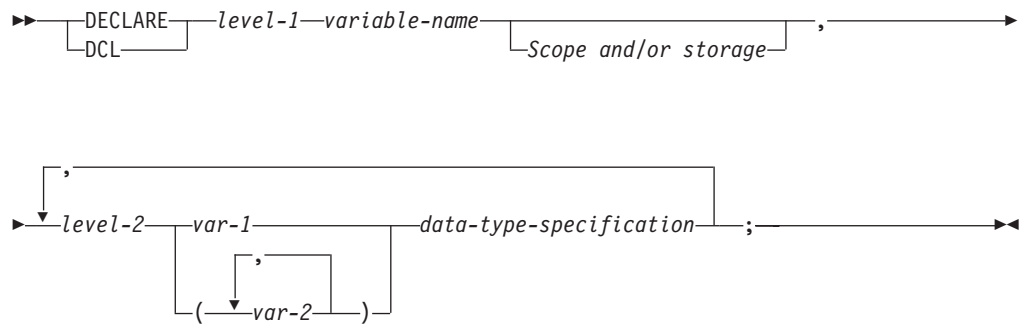 DECLARE level-1 variable-name ,
DCL Scope and/or storage
,
level-2 var-1 data-type-specification ;
,
( var-2 )